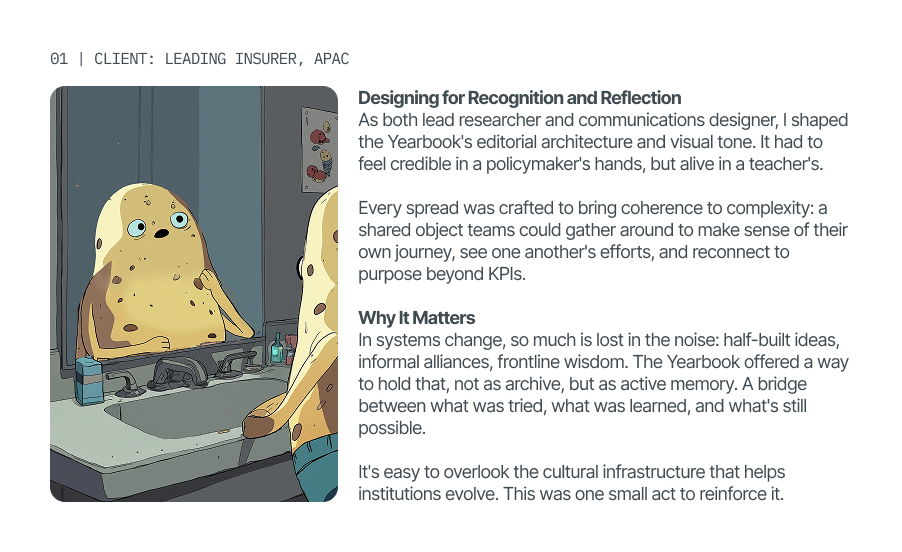 01 | CLIENT: LEADING INSURER, APAC
Designing for Recognition and Reflection
As both lead researcher and communications designer, I shaped
the Yearbook's editorial architecture and visual tone. It had to
feel credible in a policymaker's hands, but alive in a teacher's.
Every spread was crafted to bring coherence to complexity: a
shared object teams could gather around to make sense of their
own journey, see one another's efforts, and reconnect to
purpose beyond KPIs.
Why It Matters
In systems change, so much is lost in the noise: half-built ideas,
informal alliances, frontline wisdom. The Yearbook offered a way
to hold that, not as archive, but as active memory. A bridge
between what was tried, what was learned, and what's still
possible.
It's easy to overlook the cultural infrastructure that helps
institutions evolve. This was one small act to reinforce it.